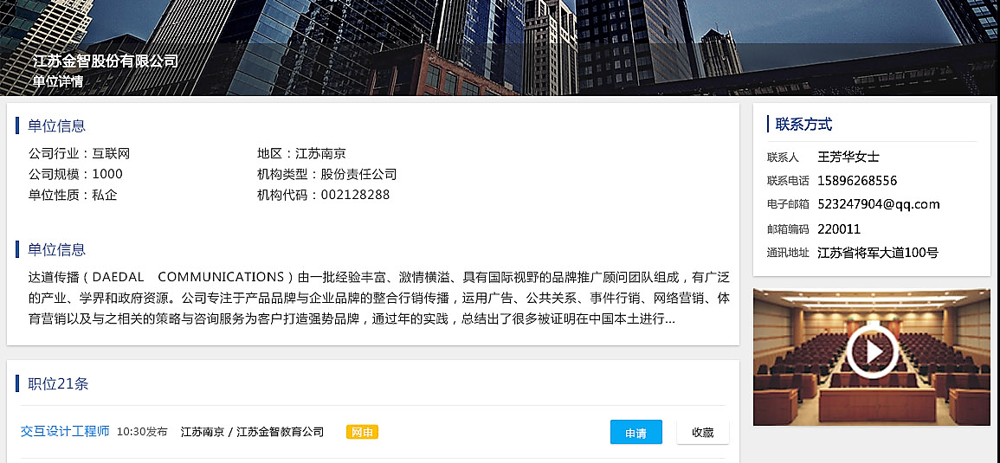 江苏金智股份有限公司
单位详情
单位信息
公司行业：互联网
地区：江苏南京
公司规模：1000
机构类型：股份责任公司
单位性质：私企
机构代码：002128288
单位信息
达道传播（DAEDAL COMMUNICATIONS）由一批经验丰富、激情横溢、具有国际视野的品牌推广顾问团队组成，有广泛
的产业、学界和政府资源。公司专注于产品品牌与企业品牌的整合行销传播，运用广告、公共关系、事件行销、网络营销、体
育营销以及与之相关的策略与咨询服务为客户打造强势品牌，通过年的实践，总结出了很多被证明在中国本土进行...
职位21条
交互设计工程师 10:30发布 江苏南京 / 江苏金智教育公司 网申 申请 收藏
联系方式
联系人 王芳华女士
联系电话 15896268556
电子邮箱 523247904@qq.com
邮箱编码 220011
通讯地址 江苏省将军大道100号